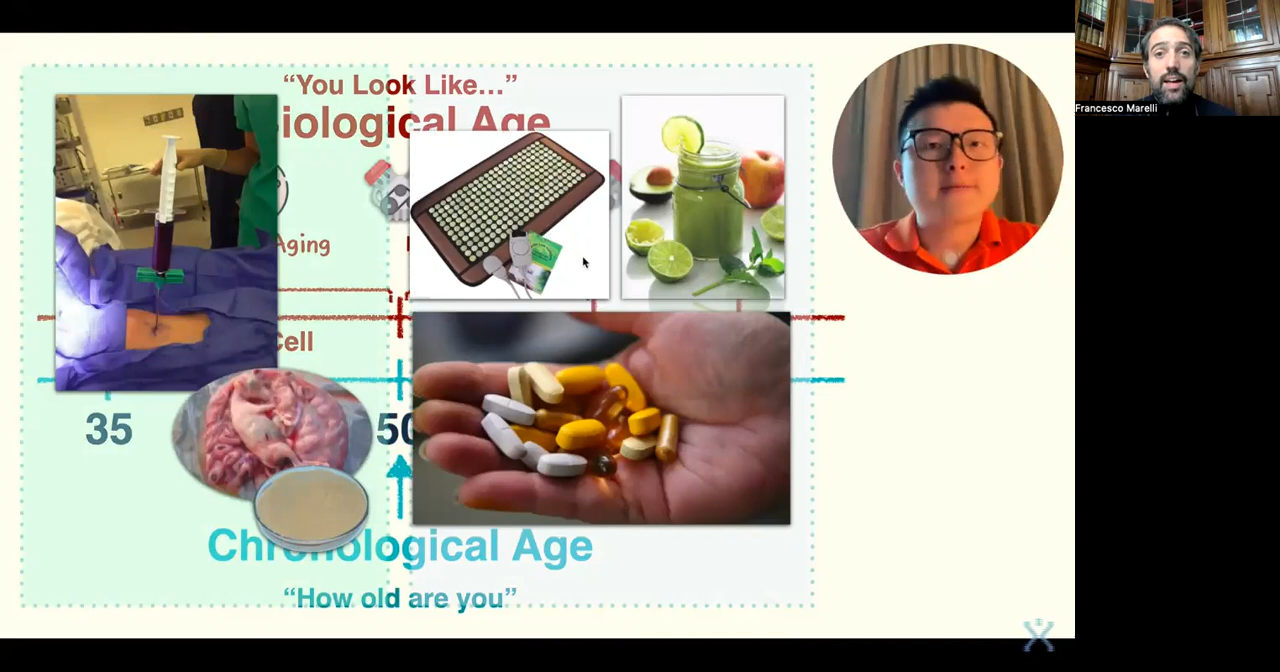 “You Look Like...”
iological Age
Aging
Cell
35
50
Chronological Age
“How old are you”
Francesco Marelli